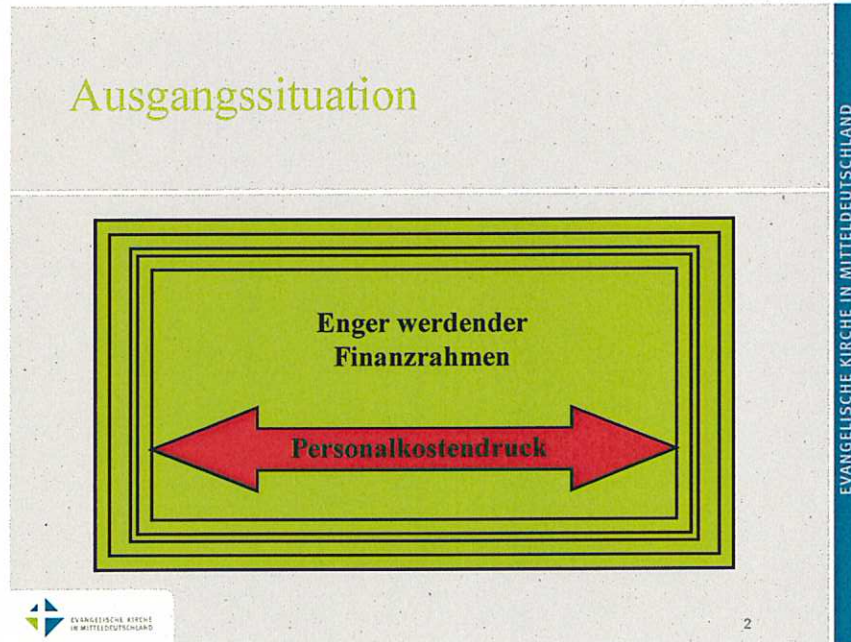 Ausgangssituation
Enger werdender
Finanzrahmen
Personalkostendruck
EVANGELISCHE KIRCHE
IN MITTELDEUTSCHLAND
2
EVANGELISCHE KIRCHE IN MITTELDEUTSCHLAND